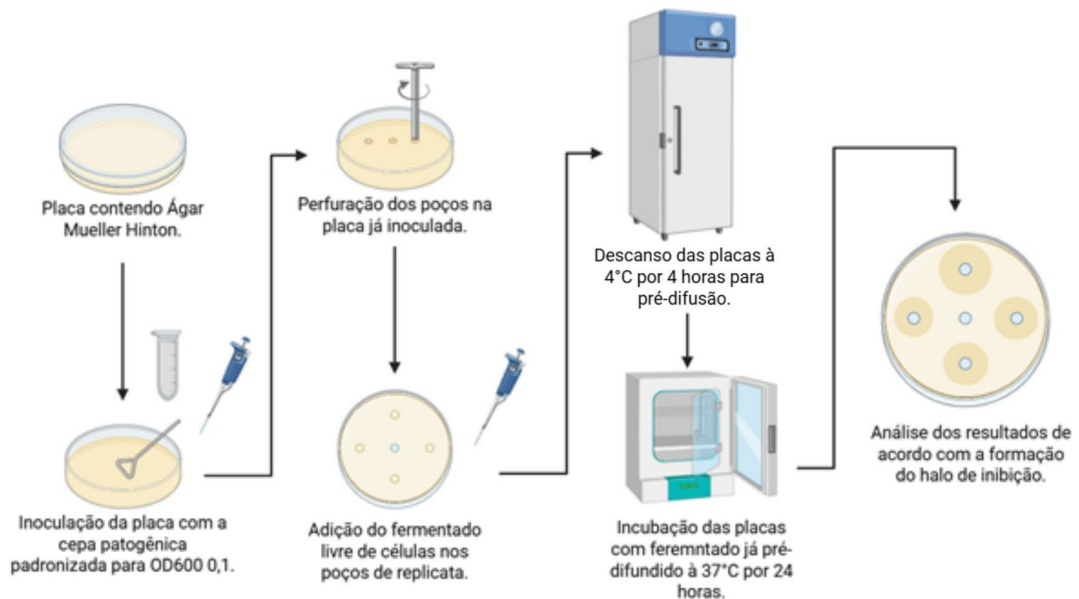 Placa contendo Ágar
Mueller Hinton.
Inoculação da placa com a
cepa patogênica
padronizada para OD600 0,1.
Perfuração dos poços na
placa já inoculada.
Adição do fermentado
livre de células nos
poços de replicata.
Descanso das placas à
4°C por 4 horas para
pré-difusão.
Incubação das placas
com feremntado já pré-
difundido à 37°C por 24
horas.
Análise dos resultados de
acordo com a formação
do halo de inibição.